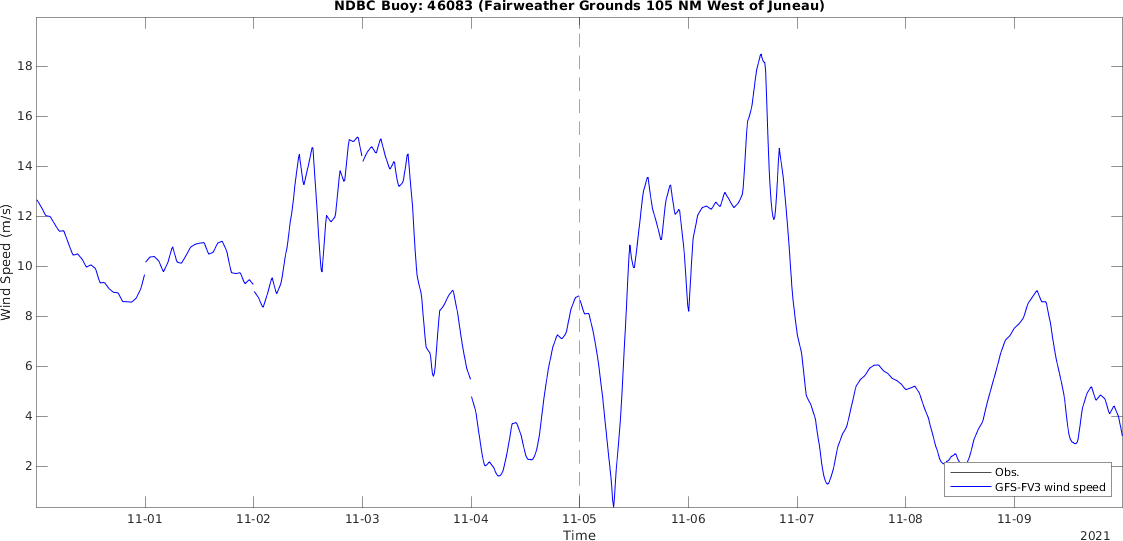 NDBC Buoy: 46083 (Fairweather Grounds 105 NM West of Juneau)
Wind Speed (m/s)
18
16
14
12
10
8
6
4
2
Obs.
GFS-FV3 wind speed
11-01 11-02 11-03 11-04 11-05 11-06 11-07 11-08 11-09
Time
2021